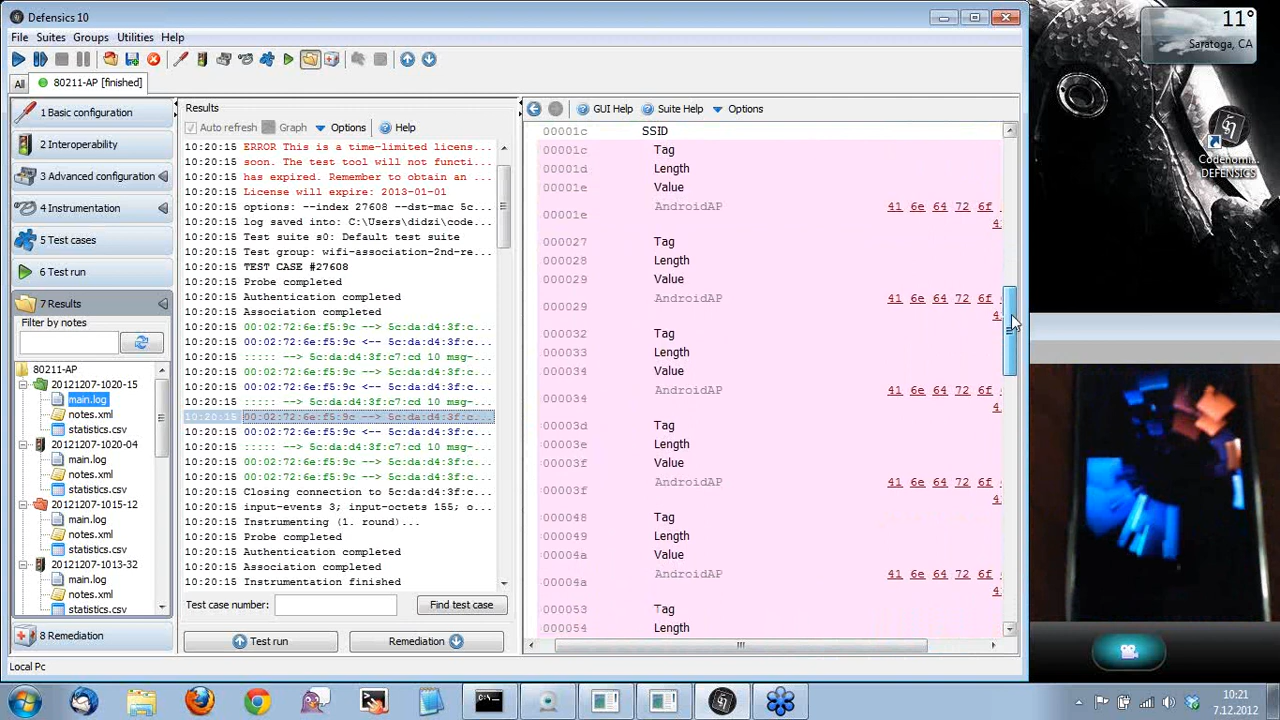 Defensics 10
File Suites Groups Utilities Help
All 80211-AP [finished]
1 Basic configuration
2 Interoperability
3 Advanced configuration
4 Instrumentation
5 Test cases
6 Test run
7 Results
Filter by notes
80211-AP
20121207-1020-15
main.log
notes.xml
statistics.csv
20121207-1020-04
main.log
notes.xml
statistics.csv
20121207-1015-12
main.log
notes.xml
statistics.csv
20121207-1013-32
main.log
notes.xml
statistics.csv
8 Remediation
Local Pc
Results
Auto refresh Graph Options Help
10:20:15 ERROR This is a time-limited licens...
10:20:15 soon. The test tool will not functi...
10:20:15 has expired. Remember to obtain an ...
10:20:15 License will expire: 2013-01-01
10:20:15 options: --index 27608 --dst-mac 5c...
10:20:15 log saved into: C:\Users\didzi\code...
10:20:15 Test suite s0: Default test suite
10:20:15 Test group: wifi-association-2nd-re...
10:20:15 TEST CASE #27608
10:20:15 Probe completed
10:20:15 Authentication completed
10:20:15 Association completed
10:20:15 00:02:72:6e:f5:9c --> 5c:da:d4:3f:c...
10:20:15 00:02:72:6e:f5:9c <-- 5c:da:d4:3f:c...
10:20:15 ::::: --> 5c:da:d4:3f:c7:cd 10 msg-...
10:20:15 00:02:72:6e:f5:9c <-- 5c:da:d4:3f:c...
10:20:15 ::::: --> 5c:da:d4:3f:c7:cd 10 msg-...
10:20:15 00:02:72:6e:f5:9c --> 5c:da:d4:3f:c...
10:20:15 00:02:72:6e:f5:9c <-- 5c:da:d4:3f:c...
10:20:15 ::::: --> 5c:da:d4:3f:c7:cd 10 msg-...
10:20:15 00:02:72:6e:f5:9c <-- 5c:da:d4:3f:c...
10:20:15 ::::: --> 5c:da:d4:3f:c7:cd 10 msg-...
10:20:15 Closing connection to 5c:da:d4:3f:c...
10:20:15 input-events 3; input-octets 155; o...
10:20:15 Instrumenting (1. round)...
10:20:15 Probe completed
10:20:15 Authentication completed
10:20:15 Association completed
10:20:15 Instrumentation finished
Test case number: Find test case
Test run Remediation
GUI Help Suite Help Options
00001c SSID
00001c Tag
00001d Length
00001e Value
00001e AndroidAP 41 6e 64 72 6f
000027 Tag
000028 Length
000029 Value
000029 AndroidAP 41 6e 64 72 6f
000032 Tag
000033 Length
000034 Value
000034 AndroidAP 41 6e 64 72 6f
00003d Tag
00003e Length
00003f Value
00003f AndroidAP 41 6e 64 72 6f
000048 Tag
000049 Length
00004a Value
00004a AndroidAP 41 6e 64 72 6f
000053 Tag
000054 Length
11°
Saratoga, CA
Codenomi...
DEFENSICS
10:21
7.12.2012